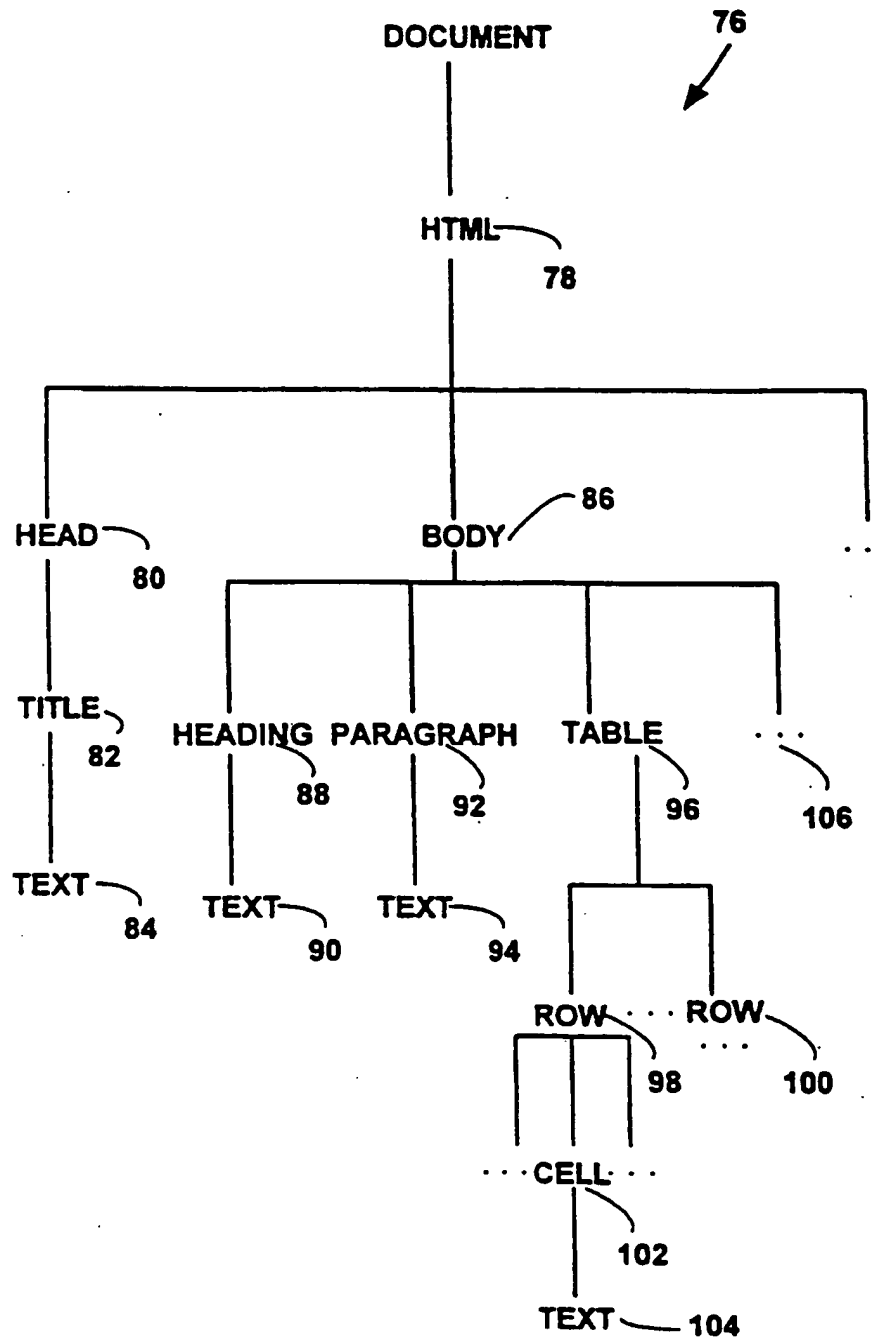 76
DOCUMENT
HTML
78
86
HEAD
BODY
. .
80
TITLE
82
HEADING PARAGRAPH TABLE . . .
88 92 96 106
TEXT
84
TEXT TEXT
90 94
ROW . . . ROW
. . .
98 100
. . . CELL . . .
102
TEXT 104